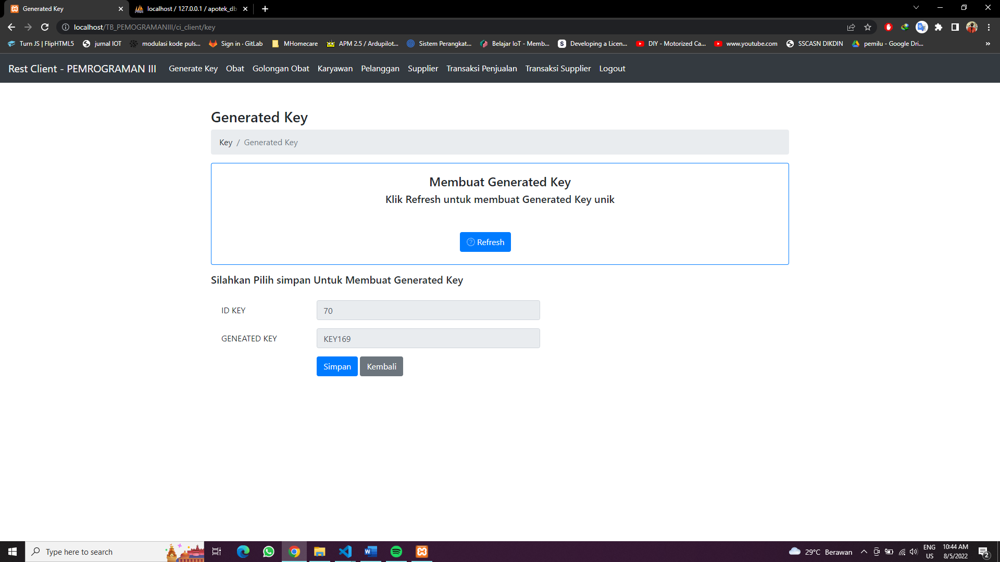 Generated Key
localhost / 127.0.0.1 / apotek_db
localhost/TB_PEMOGRAMANIII/ci_client/key
Turn JS | FlipHTML5
jurnal IOT
modulasi kode puls...
Sign in · GitLab
MHomecare
APM 2.5 / Ardupilot...
Sistem Perangkat...
Belajar IoT - Memb...
Developing a Licen...
DIY - Motorized Ca...
www.youtube.com
SSCASN DIKDIN
pemilu - Google Dri...
Rest Client - PEMROGRAMAN III
Generate Key
Obat
Golongan Obat
Karyawan
Pelanggan
Supplier
Transaksi Penjualan
Transaksi Supplier
Logout
Generated Key
Key / Generated Key
Membuat Generated Key
Klik Refresh untuk membuat Generated Key unik
Refresh
Silahkan Pilih simpan Untuk Membuat Generated Key
ID KEY
70
GENEATED KEY
KEY169
Simpan
Kembali
Type here to search
29°C Berawan
ENG
US
10:44 AM
8/5/2022
2